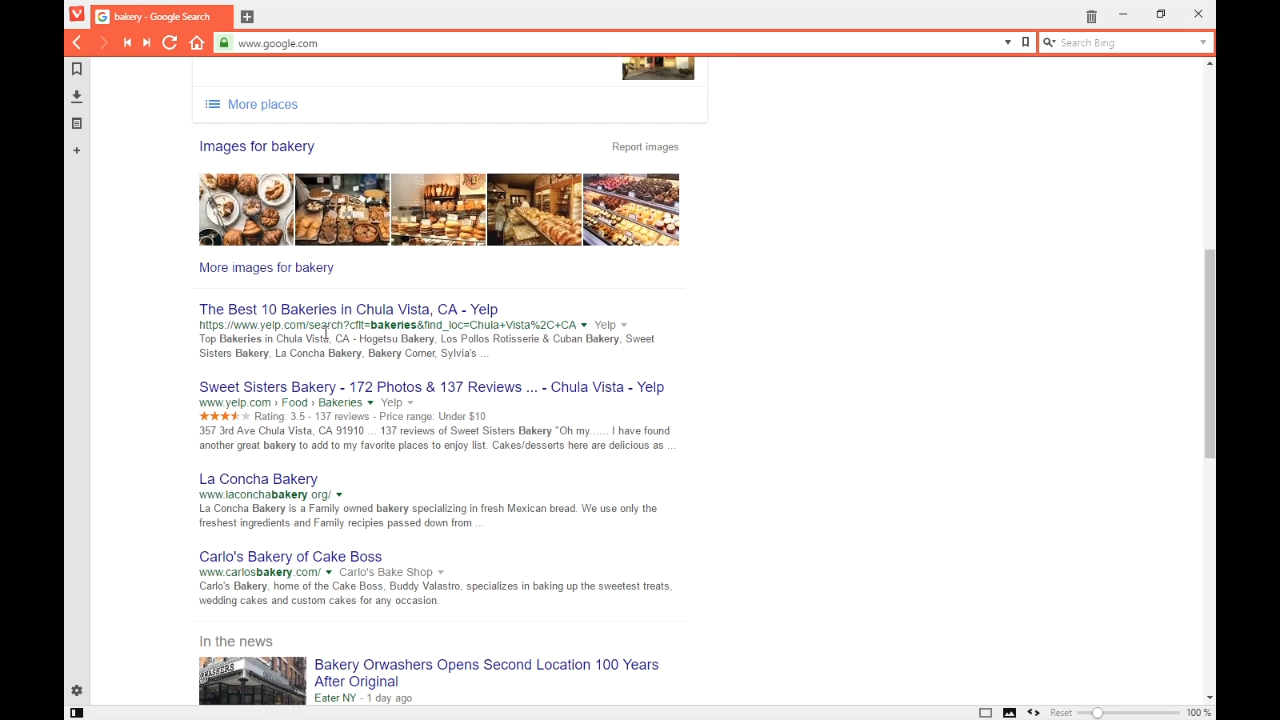 bakery - Google Search
www.google.com
Search Bing
More places
Images for bakery
Report images
More images for bakery
The Best 10 Bakeries in Chula Vista, CA - Yelp
https://www.yelp.com/search?cflt=bakeries&find_loc=Chula+Vista%2C+CA Yelp
Top Bakeries in Chula Vista, CA - Hogetsu Bakery, Los Pollos Rotisserie & Cuban Bakery, Sweet
Sisters Bakery, La Concha Bakery, Bakery Corner, Sylvia's ...
Sweet Sisters Bakery - 172 Photos & 137 Reviews ... - Chula Vista - Yelp
www.yelp.com › Food › Bakeries Yelp
Rating: 3.5 - 137 reviews - Price range: Under $10
357 3rd Ave Chula Vista, CA 91910 ... 137 reviews of Sweet Sisters Bakery "Oh my...... I have found
another great bakery to add to my favorite places to enjoy list. Cakes/desserts here are delicious as ...
La Concha Bakery
www.laconchabakery.org/
La Concha Bakery is a Family owned bakery specializing in fresh Mexican bread. We use only the
freshest ingredients and Family recipies passed down from ...
Carlo's Bakery of Cake Boss
www.carlosbakery.com/ Carlo's Bake Shop
Carlo's Bakery, home of the Cake Boss, Buddy Valastro, specializes in baking up the sweetest treats,
wedding cakes and custom cakes for any occasion.
In the news
Bakery Orwashers Opens Second Location 100 Years
After Original
Eater NY - 1 day ago
Reset
100 %